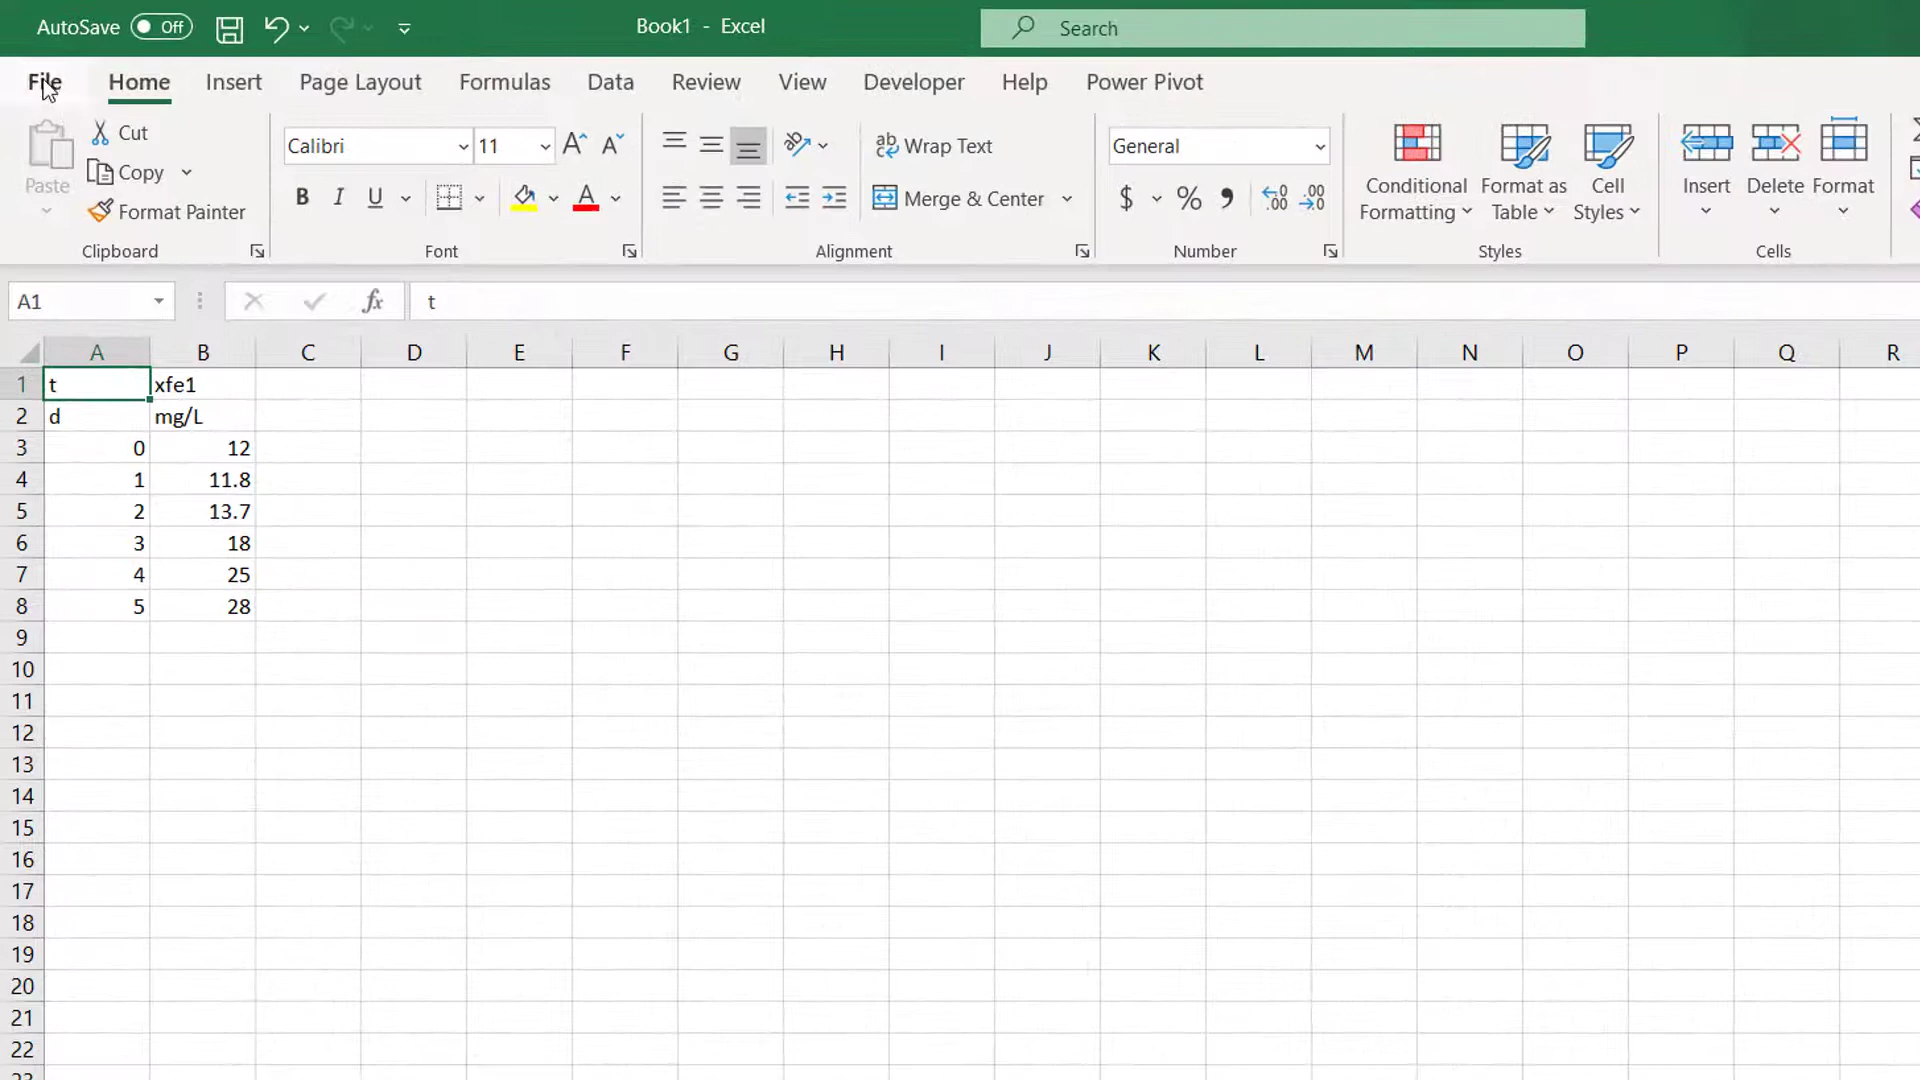 AutoSave Off Book1 - Excel Search
File Home Insert Page Layout Formulas Data Review View Developer Help Power Pivot
Paste
Cut
Copy
Format Painter
Clipboard
Calibri 11
B I U A
Font
Wrap Text
Merge & Center
Alignment
General
$ % 9 .00 .00
Number
Conditional Formatting
Format as Table
Cell Styles
Styles
Insert Delete Format
Cells
A1 fx t
A B C D E F G H I J K L M N O P Q R
1 t xfe1
2 d mg/L
3 0 12
4 1 11.8
5 2 13.7
6 3 18
7 4 25
8 5 28
9
10
11
12
13
14
15
16
17
18
19
20
21
22